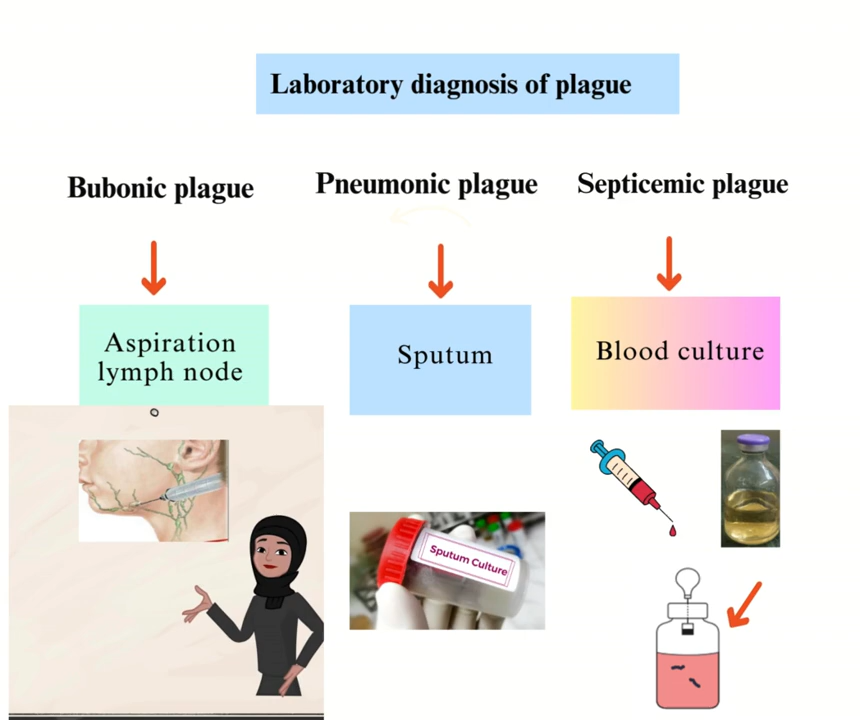 Laboratory diagnosis of plague
Bubonic plague
Pneumonic plague
Septicemic plague
Aspiration
lymph node
Sputum
Blood culture
Sputum Culture